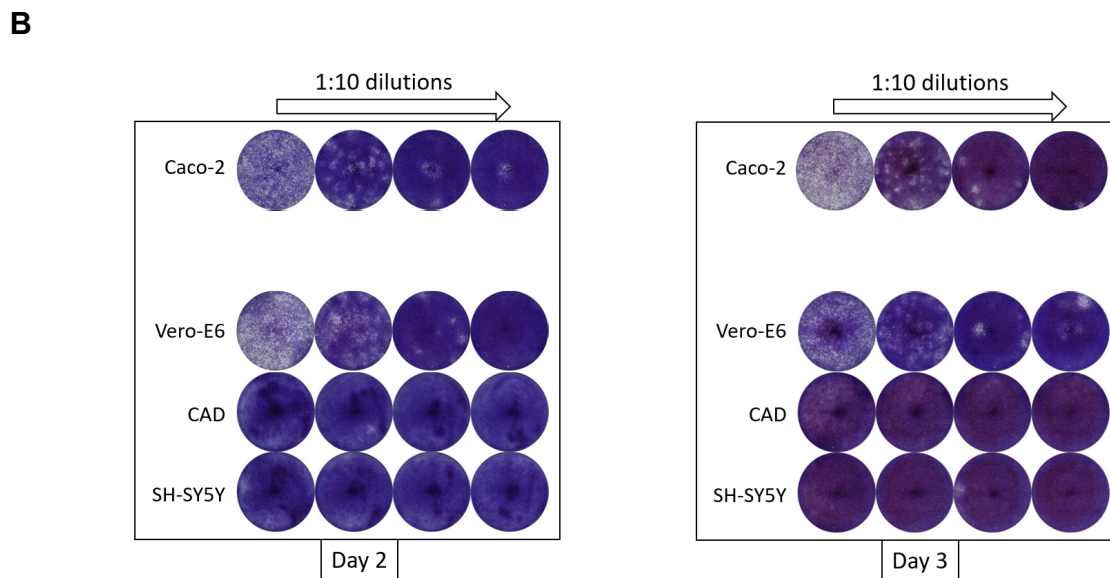 B
1:10 dilutions
Caco-2
Vero-E6
CAD
SH-SY5Y
Day 2
1:10 dilutions
Caco-2
Vero-E6
CAD
SH-SY5Y
Day 3